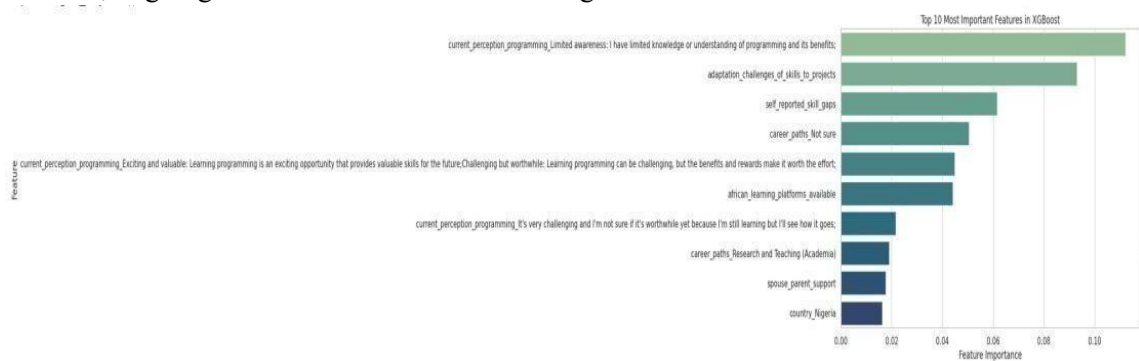 Top 10 Most Important Features in XGBoost
current_perception_programming_Limited awareness: I have limited knowledge or understanding of programming and its benefits;
adaptation_challenges_of_skills_to_projects
self_reported_skill_gaps
career_paths_Not sure
current_perception_programming_Exciting and valuable: Learning programming is an exciting opportunity that provides valuable skills for the future;Challenging but worthwhile: Learning programming can be challenging, but the benefits and rewards make it worth the effort;
african_learning_platforms_available
current_perception_programming_It's very challenging and I'm not sure if it's worthwhile yet because I'm still learning but I'll see how it goes;
career_paths_Research and Teaching (Academia)
spouse_parent_support
country_Nigeria
Feature
0.00 0.02 0.04 0.06 0.08 0.10
Feature Importance